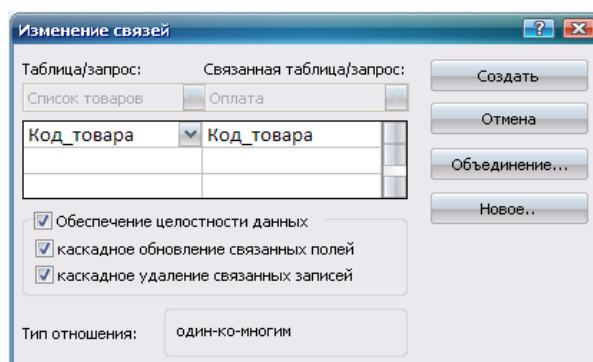 Изменение связей
Таблица/запрос: Связанная таблица/запрос:
Список товаров Оплата
Код_товара Код_товара
Обеспечение целостности данных
каскадное обновление связанных полей
каскадное удаление связанных записей
Тип отношения: один-ко-многим
Создать
Отмена
Объединение...
Новое..